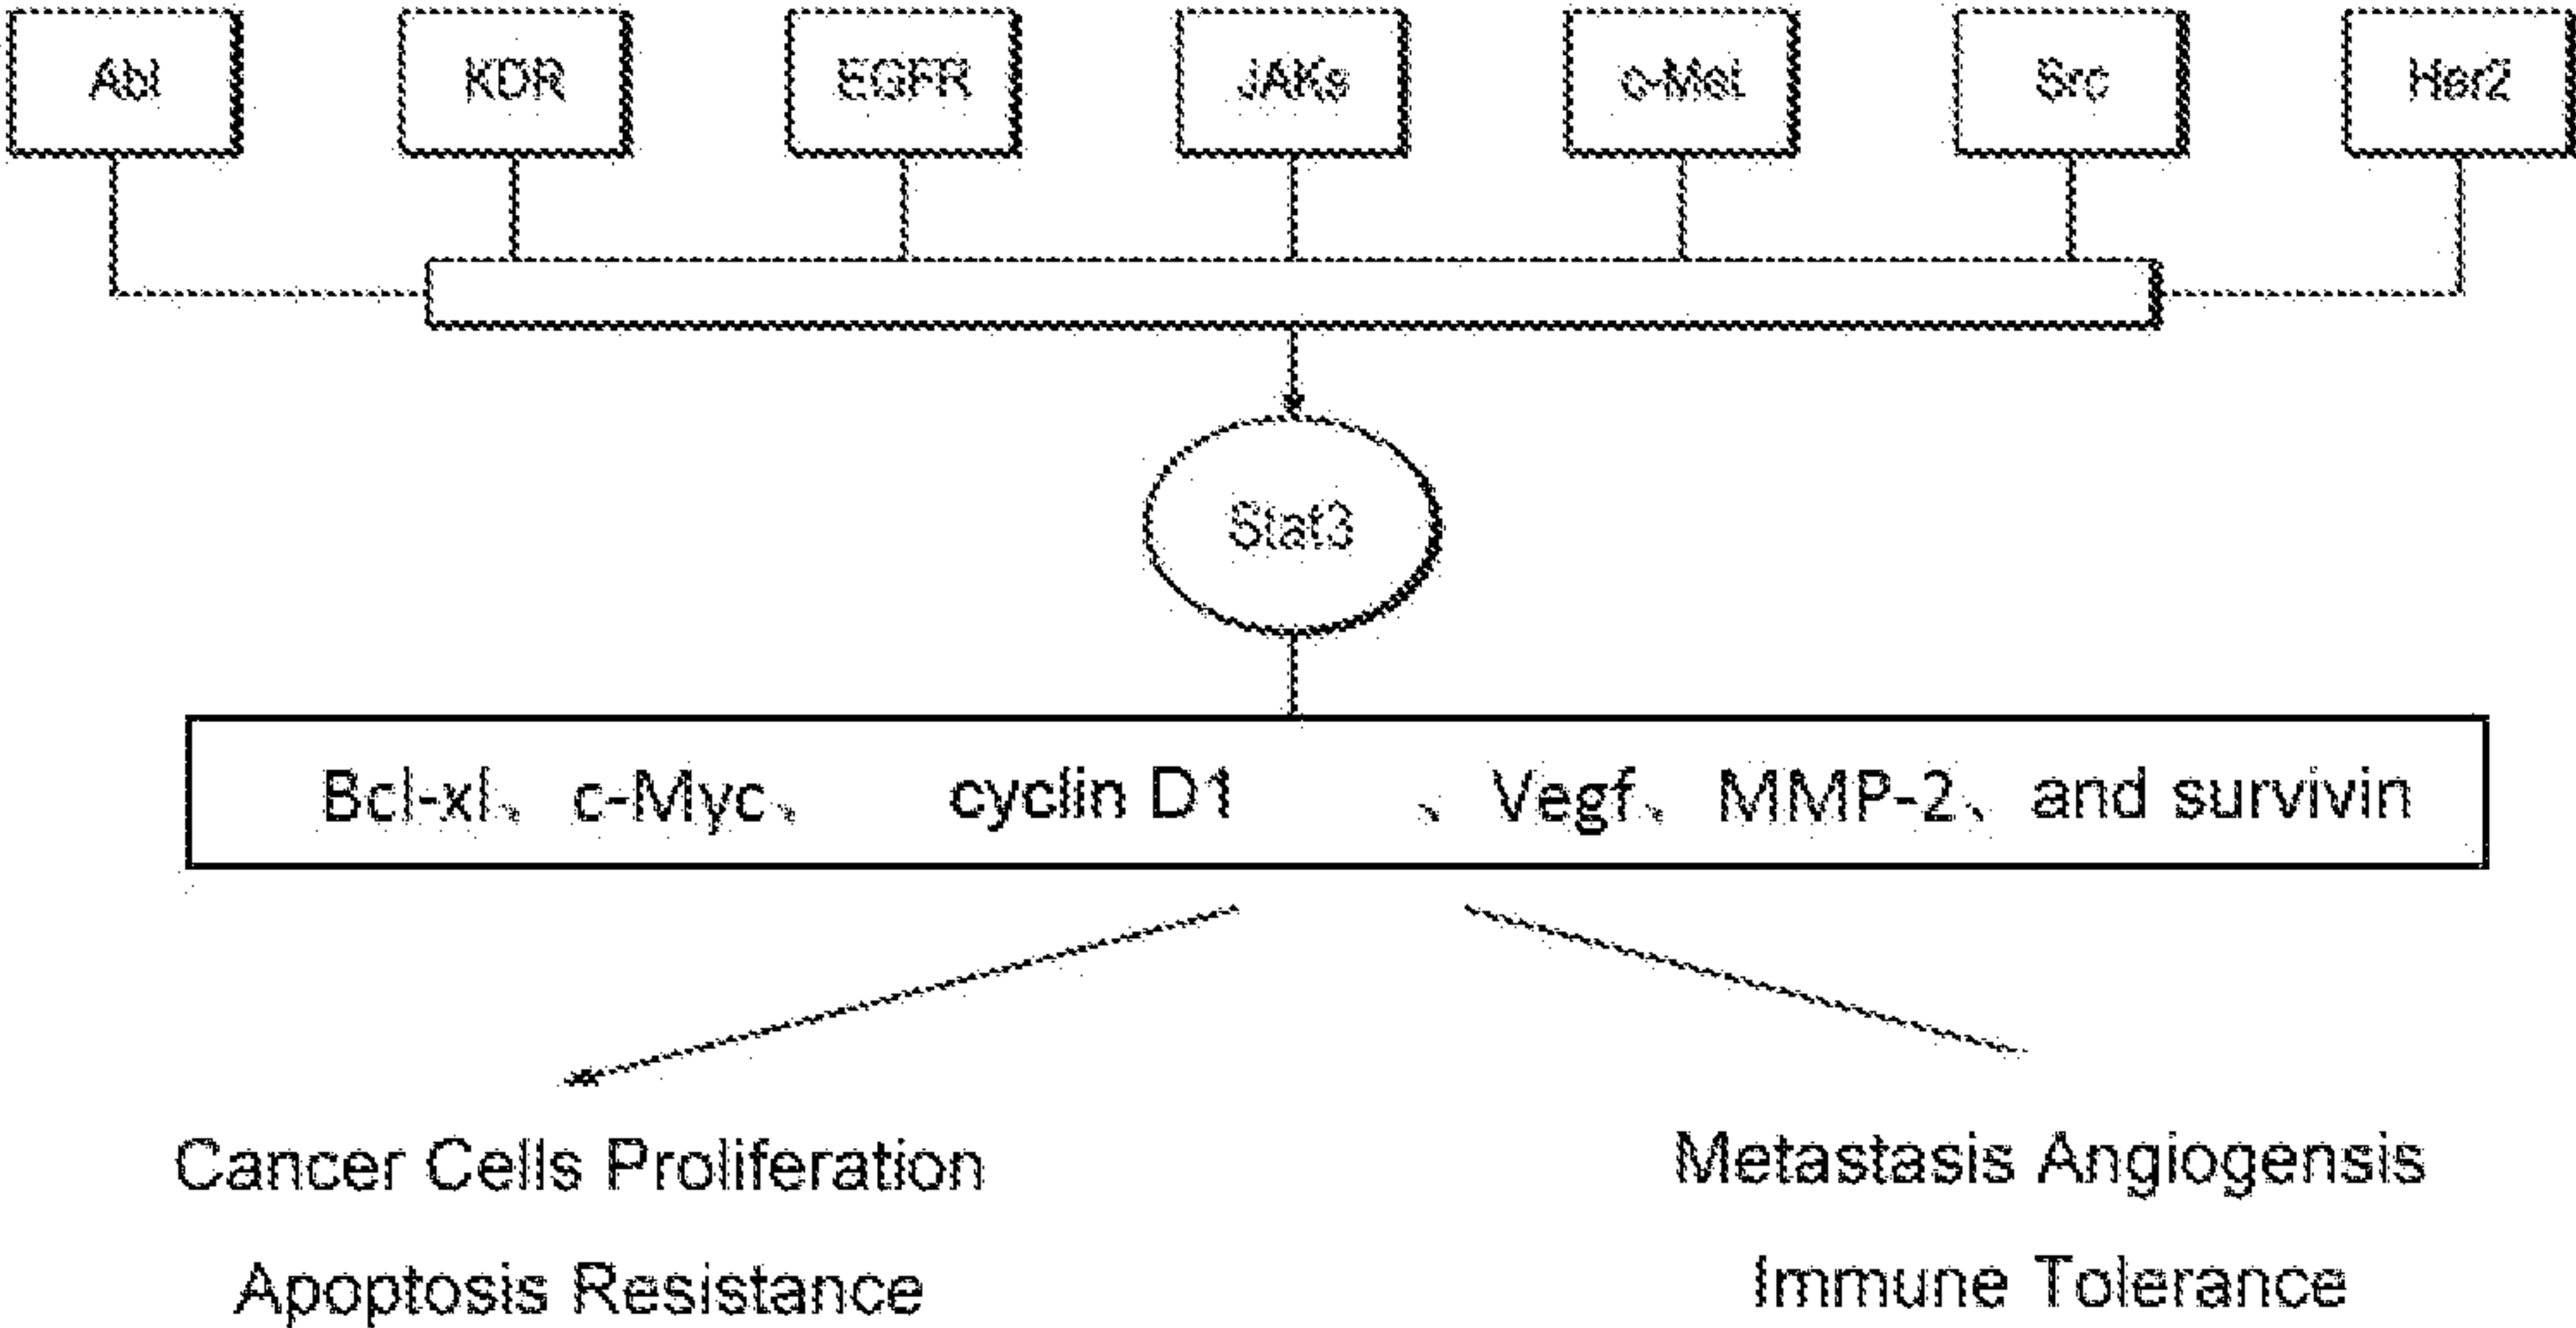 Abl KDR EGFR JAKs c-Met Src Her2
Stat3
Bcl-xl、 c-Myc、 cyclin D1 、Vegf、 MMP-2、 and survivin
Cancer Cells Proliferation
Apoptosis Resistance
Metastasis Angiogensis
Immune Tolerance